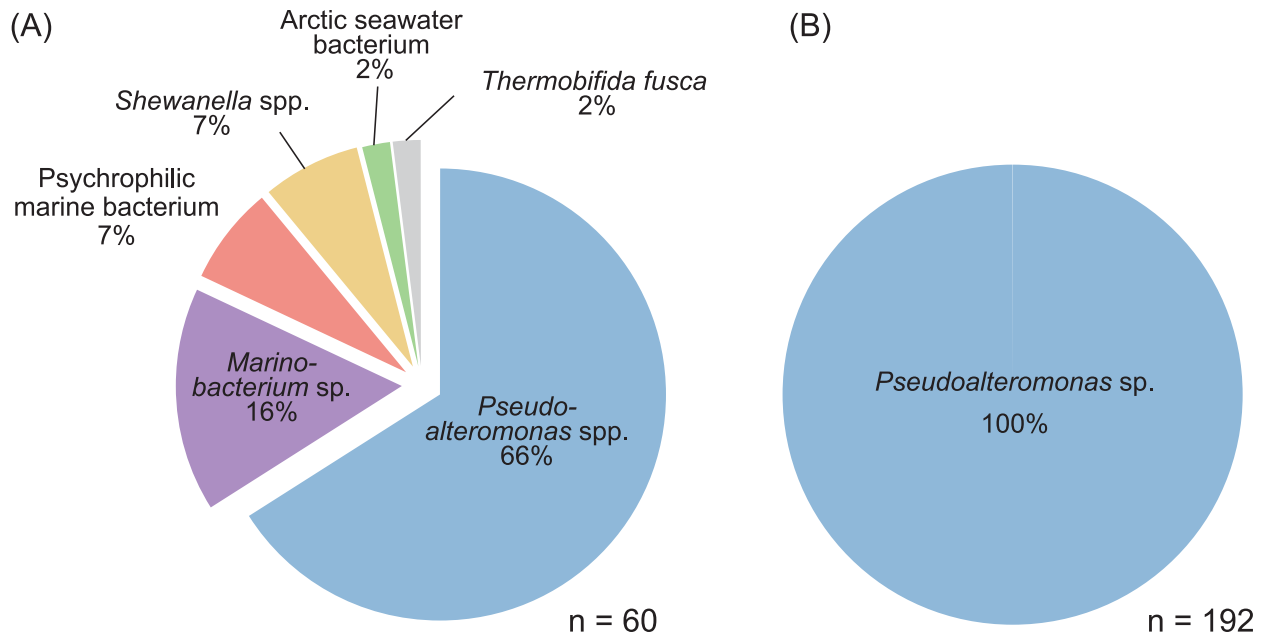 (A)
Arctic seawater
bacterium
2%
Thermobifida fusca
2%
Shewanella spp.
7%
Psychrophilic
marine bacterium
7%
Marino-
bacterium sp.
16%
Pseudo-
alteromonas spp.
66%
n = 60
(B)
Pseudoalteromonas sp.
100%
n = 192